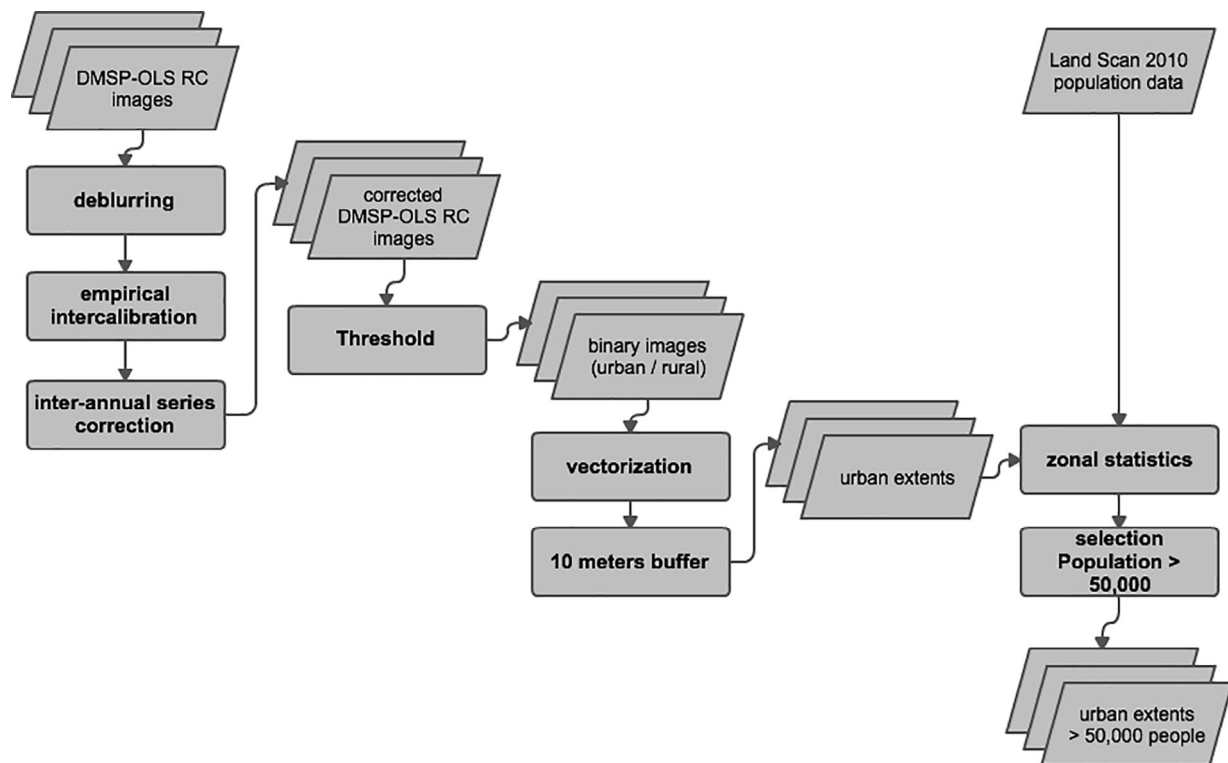 DMSP-OLS RC
images
deblurring
empirical
intercalibration
inter-annual series
correction
corrected
DMSP-OLS RC
images
Threshold
binary images
(urban / rural)
vectorization
10 meters buffer
urban extents
Land Scan 2010
population data
zonal statistics
selection
Population >
50,000
urban extents
> 50,000 people